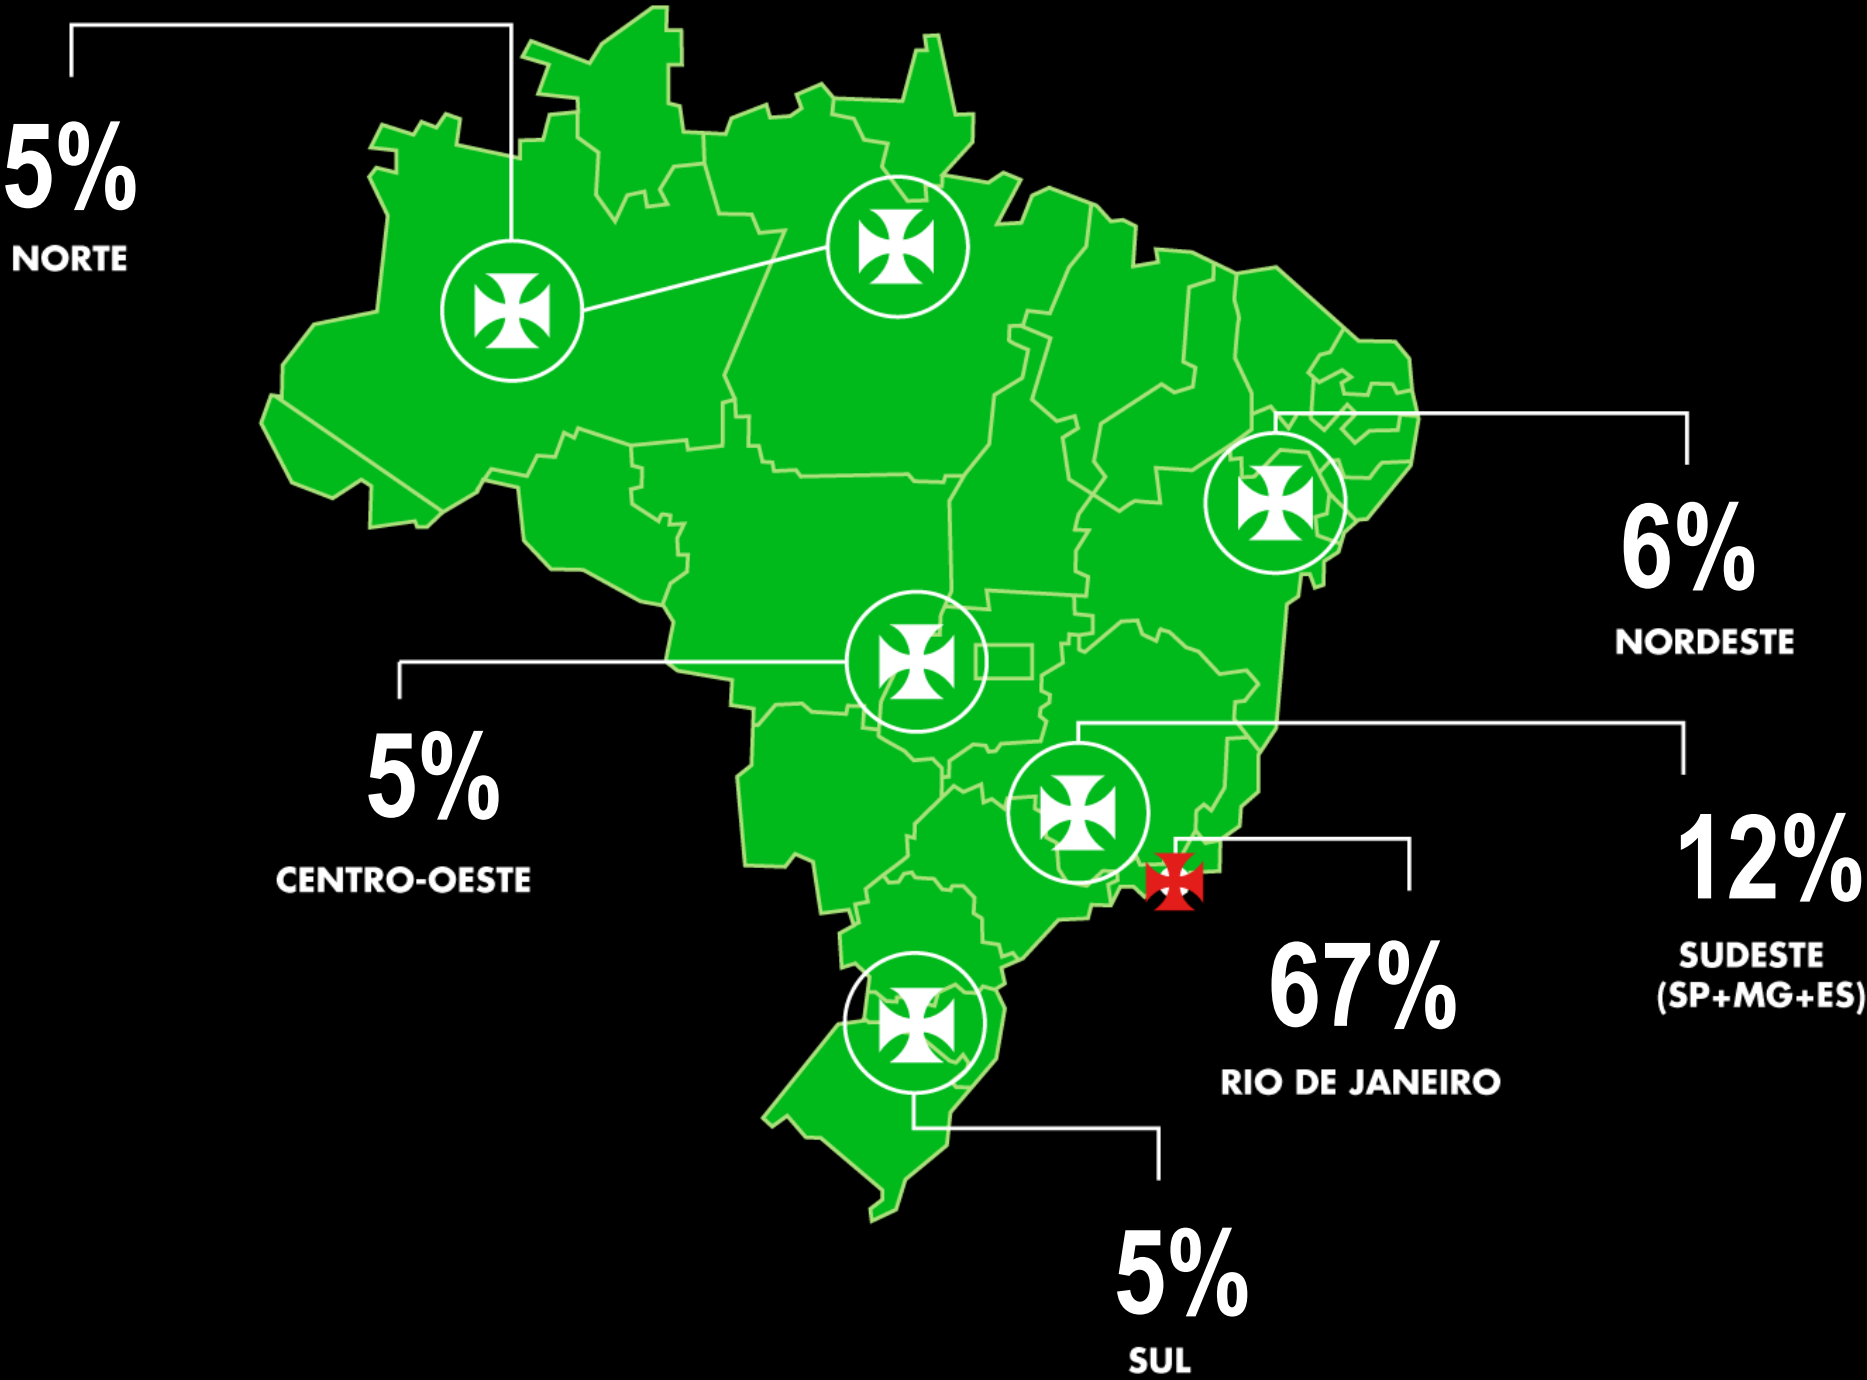 5%
NORTE
6%
NORDESTE
5%
CENTRO-OESTE
12%
SUDESTE
(SP+MG+ES)
67%
RIO DE JANEIRO
5%
SUL